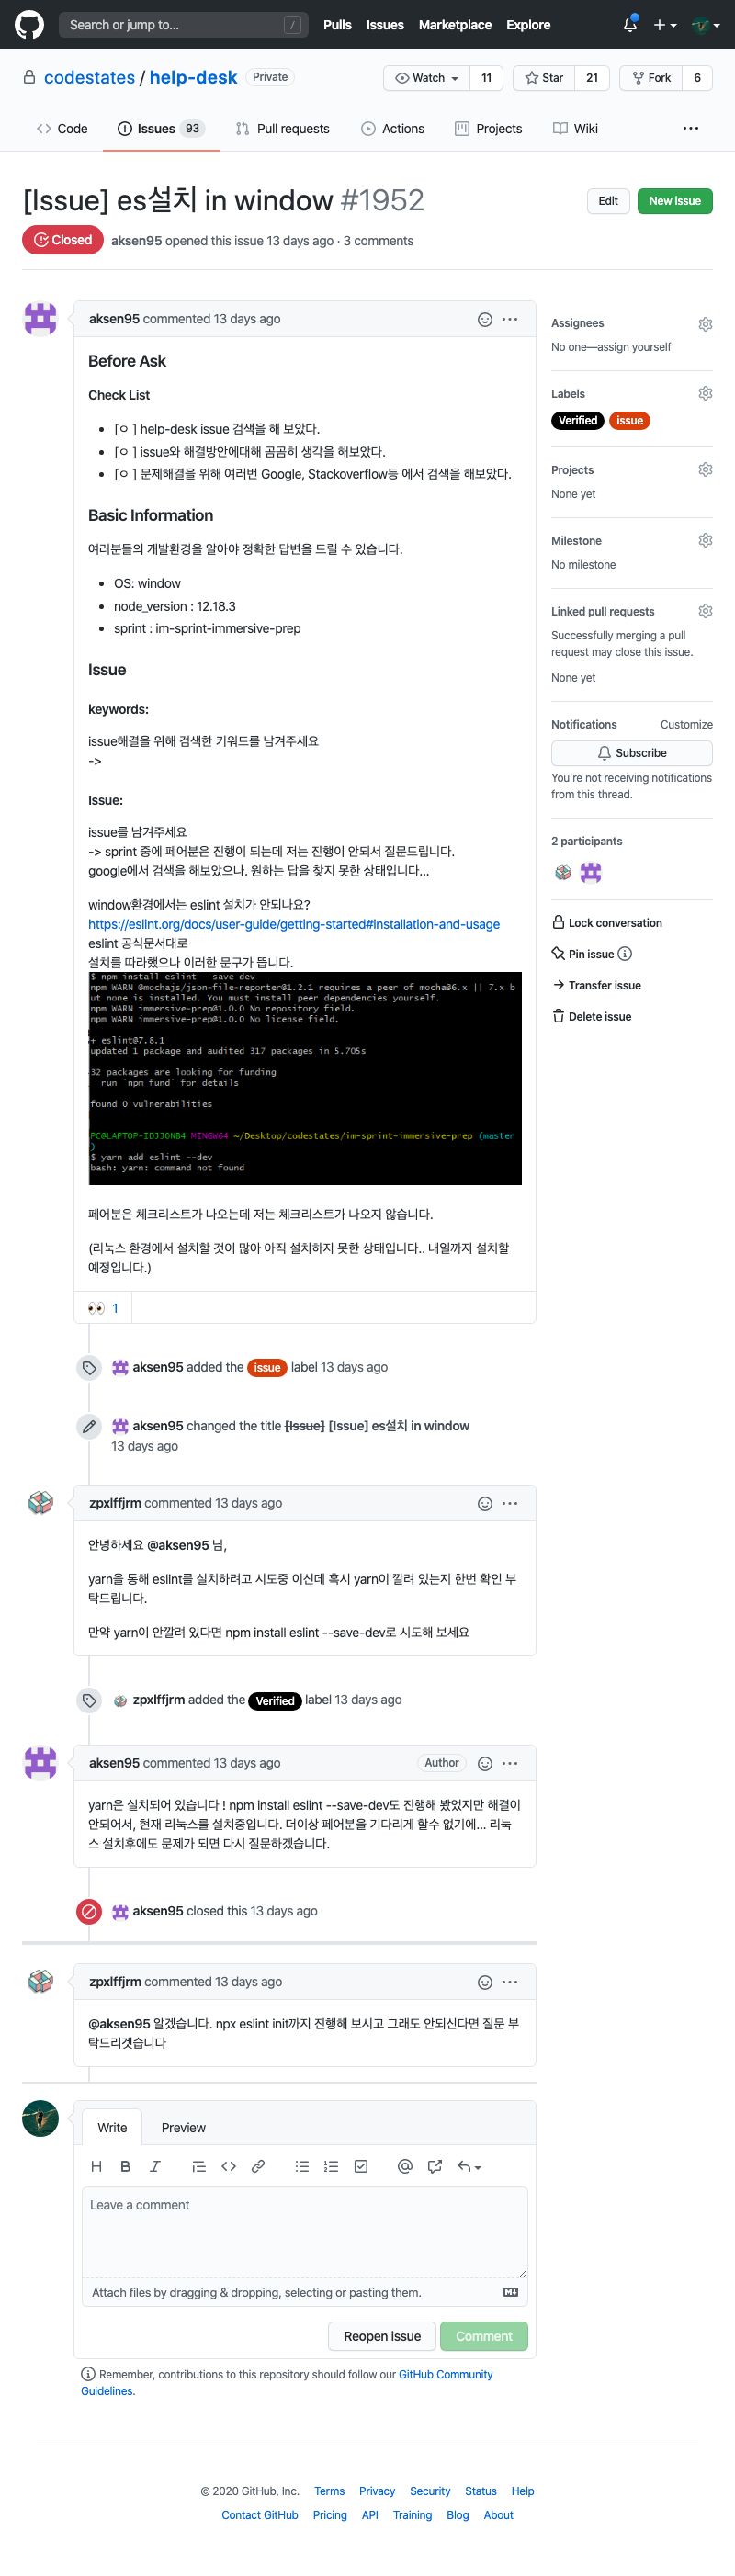 Search or jump to...
/
Pulls Issues Marketplace Explore
codestates / help-desk Private
Watch 11 Star 21 Fork 6
Code Issues 93 Pull requests Actions Projects Wiki ...
[Issue] es설치 in window #1952
Edit New issue
Closed aksen95 opened this issue 13 days ago · 3 comments
aksen95 commented 13 days ago
Before Ask
Check List
[ㅇ ] help-desk issue 검색을 해 보았다.
[ㅇ ] issue와 해결방안에대해 곰곰히 생각을해보았다.
[ㅇ ] 문제해결을 위해 여러번 Google, Stackoverflow등 에서 검색을 해보았다.
Basic Information
여러분들의 개발환경을 알아야 정확한 답변을 드릴 수 있습니다.
OS: window
node_version : 12.18.3
sprint : im-sprint-immersive-prep
Issue
keywords:
issue해결을 위해 검색한 키워드를 남겨주세요
->
Issue:
issue를 남겨주세요
-> sprint 중에 페어분은 진행이 되는데 저는 진행이 안되서 질문드립니다.
google에서 검색을 해보았으나. 원하는 답을 찾지 못한 상태입니다...
window환경에서는 eslint 설치가 안되나요?
https://eslint.org/docs/user-guide/getting-started#installation-and-usage
eslint 공식문서대로
설치를 따라했으나 이러한 문구가 뜹니다.
$ npm install eslint --save-dev
npm WARN @mochajs/json-file-reporter@1.2.1 requires a peer of mocha@6.x || 7.x b
ut none is installed. You must install peer dependencies yourself.
npm WARN immersive-prep@1.0.0 No repository field.
npm WARN immersive-prep@1.0.0 No license field.
+ eslint@7.8.1
updated 1 package and audited 317 packages in 5.705s
32 packages are looking for funding
run `npm fund` for details
found 0 vulnerabilities
PC@LAPTOP-IDJJ0NB4 MINGW64 ~/Desktop/codestates/im-sprint-immersive-prep (master
)
$ yarn add eslint --dev
bash: yarn: command not found
페어분은 체크리스트가 나오는데 저는 체크리스트가 나오지 않습니다.
(리눅스 환경에서 설치할 것이 많아 아직 설치하지 못한 상태입니다.. 내일까지 설치할
예정입니다.)
👀 1
aksen95 added the issue label 13 days ago
aksen95 changed the title [Issue] [Issue] es설치 in window
13 days ago
zpxlffjrm commented 13 days ago
안녕하세요 @aksen95 님,
yarn을 통해 eslint를 설치하려고 시도중 이신데 혹시 yarn이 깔려 있는지 한번 확인 부
탁드립니다.
만약 yarn이 안깔려 있다면 npm install eslint --save-dev로 시도해 보세요
zpxlffjrm added the Verified label 13 days ago
aksen95 commented 13 days ago Author
yarn은 설치되어 있습니다 ! npm install eslint --save-dev도 진행해 봤었지만 해결이
안되어서, 현재 리눅스를 설치중입니다. 더이상 페어분을 기다리게 할수 없기에... 리눅
스 설치후에도 문제가 되면 다시 질문하겠습니다.
aksen95 closed this 13 days ago
zpxlffjrm commented 13 days ago
@aksen95 알겠습니다. npx eslint init까지 진행해 보시고 그래도 안되신다면 질문 부
탁드리겟습니다
Write Preview
Leave a comment
Attach files by dragging & dropping, selecting or pasting them.
Reopen issue Comment
Remember, contributions to this repository should follow our GitHub Community
Guidelines.
Assignees
No one—assign yourself
Labels
Verified issue
Projects
None yet
Milestone
No milestone
Linked pull requests
Successfully merging a pull
request may close this issue.
None yet
Notifications Customize
Subscribe
You're not receiving notifications
from this thread.
2 participants
Lock conversation
Pin issue
Transfer issue
Delete issue
© 2020 GitHub, Inc. Terms Privacy Security Status Help
Contact GitHub Pricing API Training Blog About